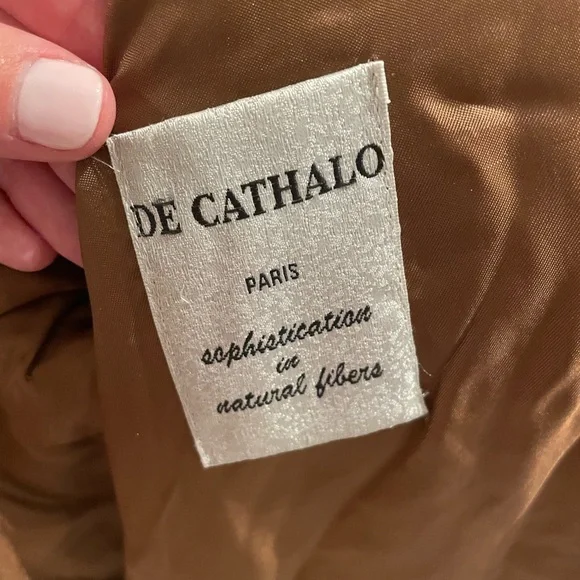 DE CATHALO
PARIS
sophistication
in
natural fibers